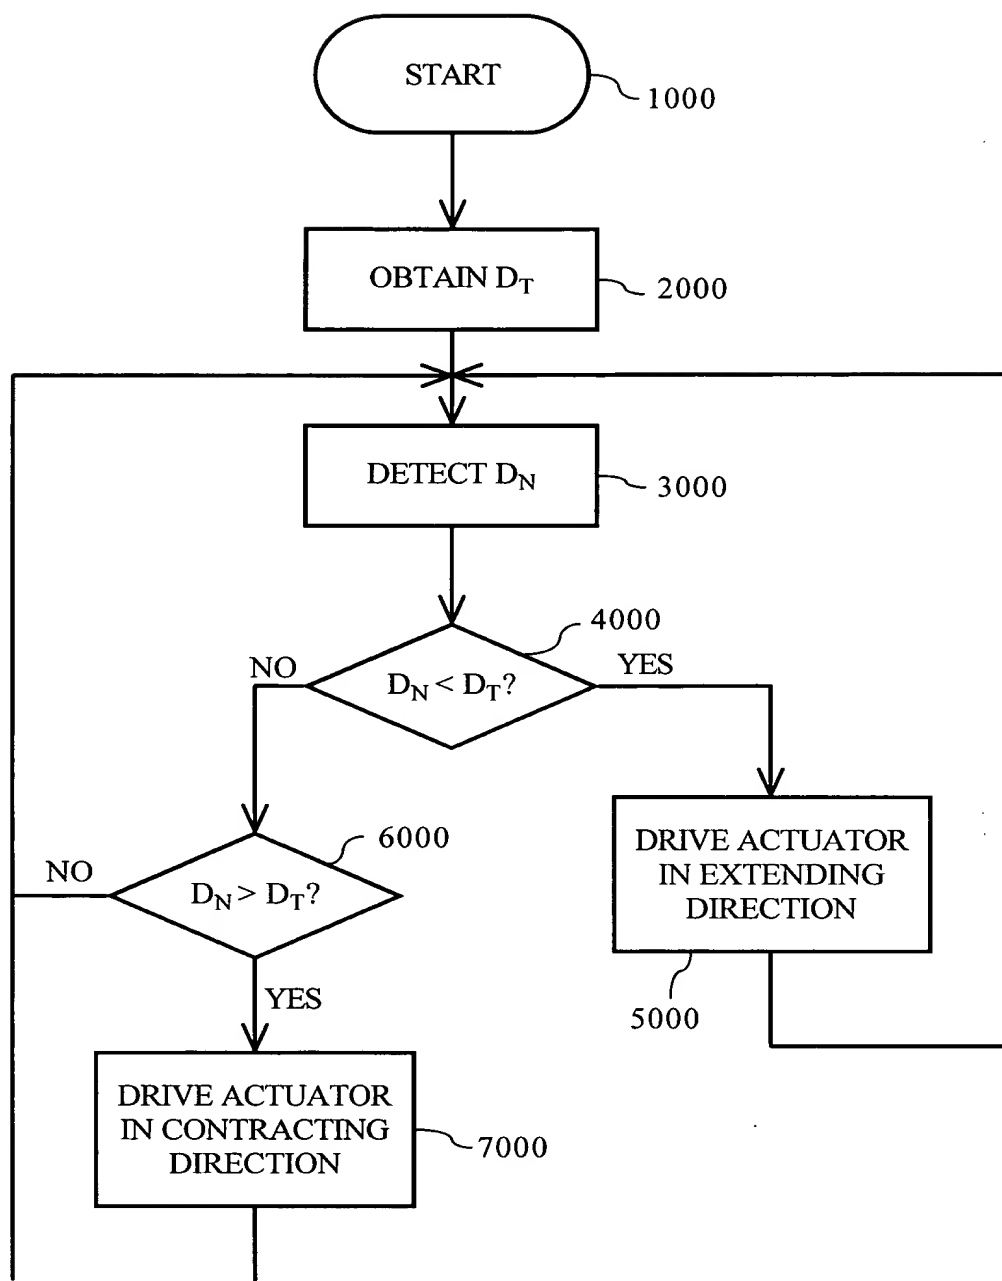 START
1000
OBTAIN D_T
2000
DETECT D_N
3000
4000
NO
YES
D_N < D_T?
6000
NO
D_N > D_T?
DRIVE ACTUATOR
IN EXTENDING
DIRECTION
5000
YES
DRIVE ACTUATOR
IN CONTRACTING
DIRECTION
7000